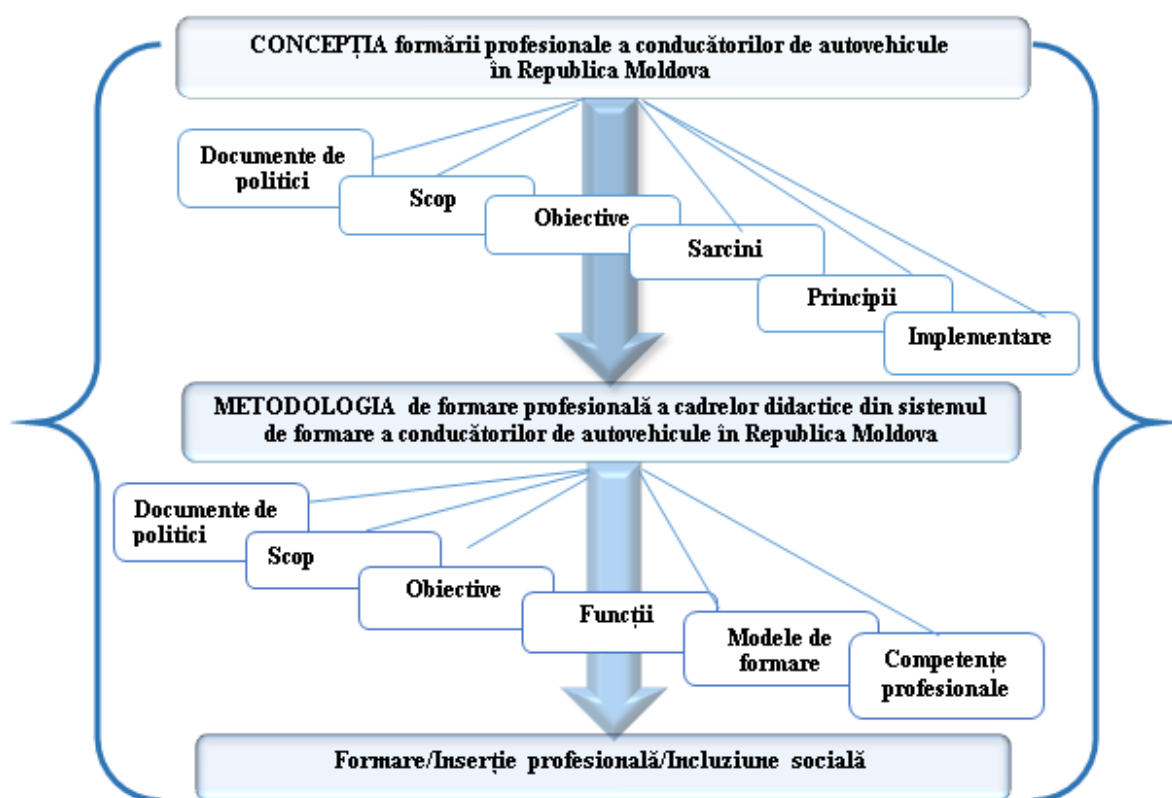 CONCEPȚIA formării profesionale a conducătorilor de autovehicule
în Republica Moldova
Documente de
politici
Scop
Obiective
Sarcini
Principii
Implementare
METODOLOGIA de formare profesională a cadrelor didactice din sistemul
de formare a conducătorilor de autovehicule în Republica Moldova
Documente de
politici
Scop
Obiective
Funcții
Modele de
formare
Competențe
profesionale
Formare/Inserție profesională/Incluziune socială